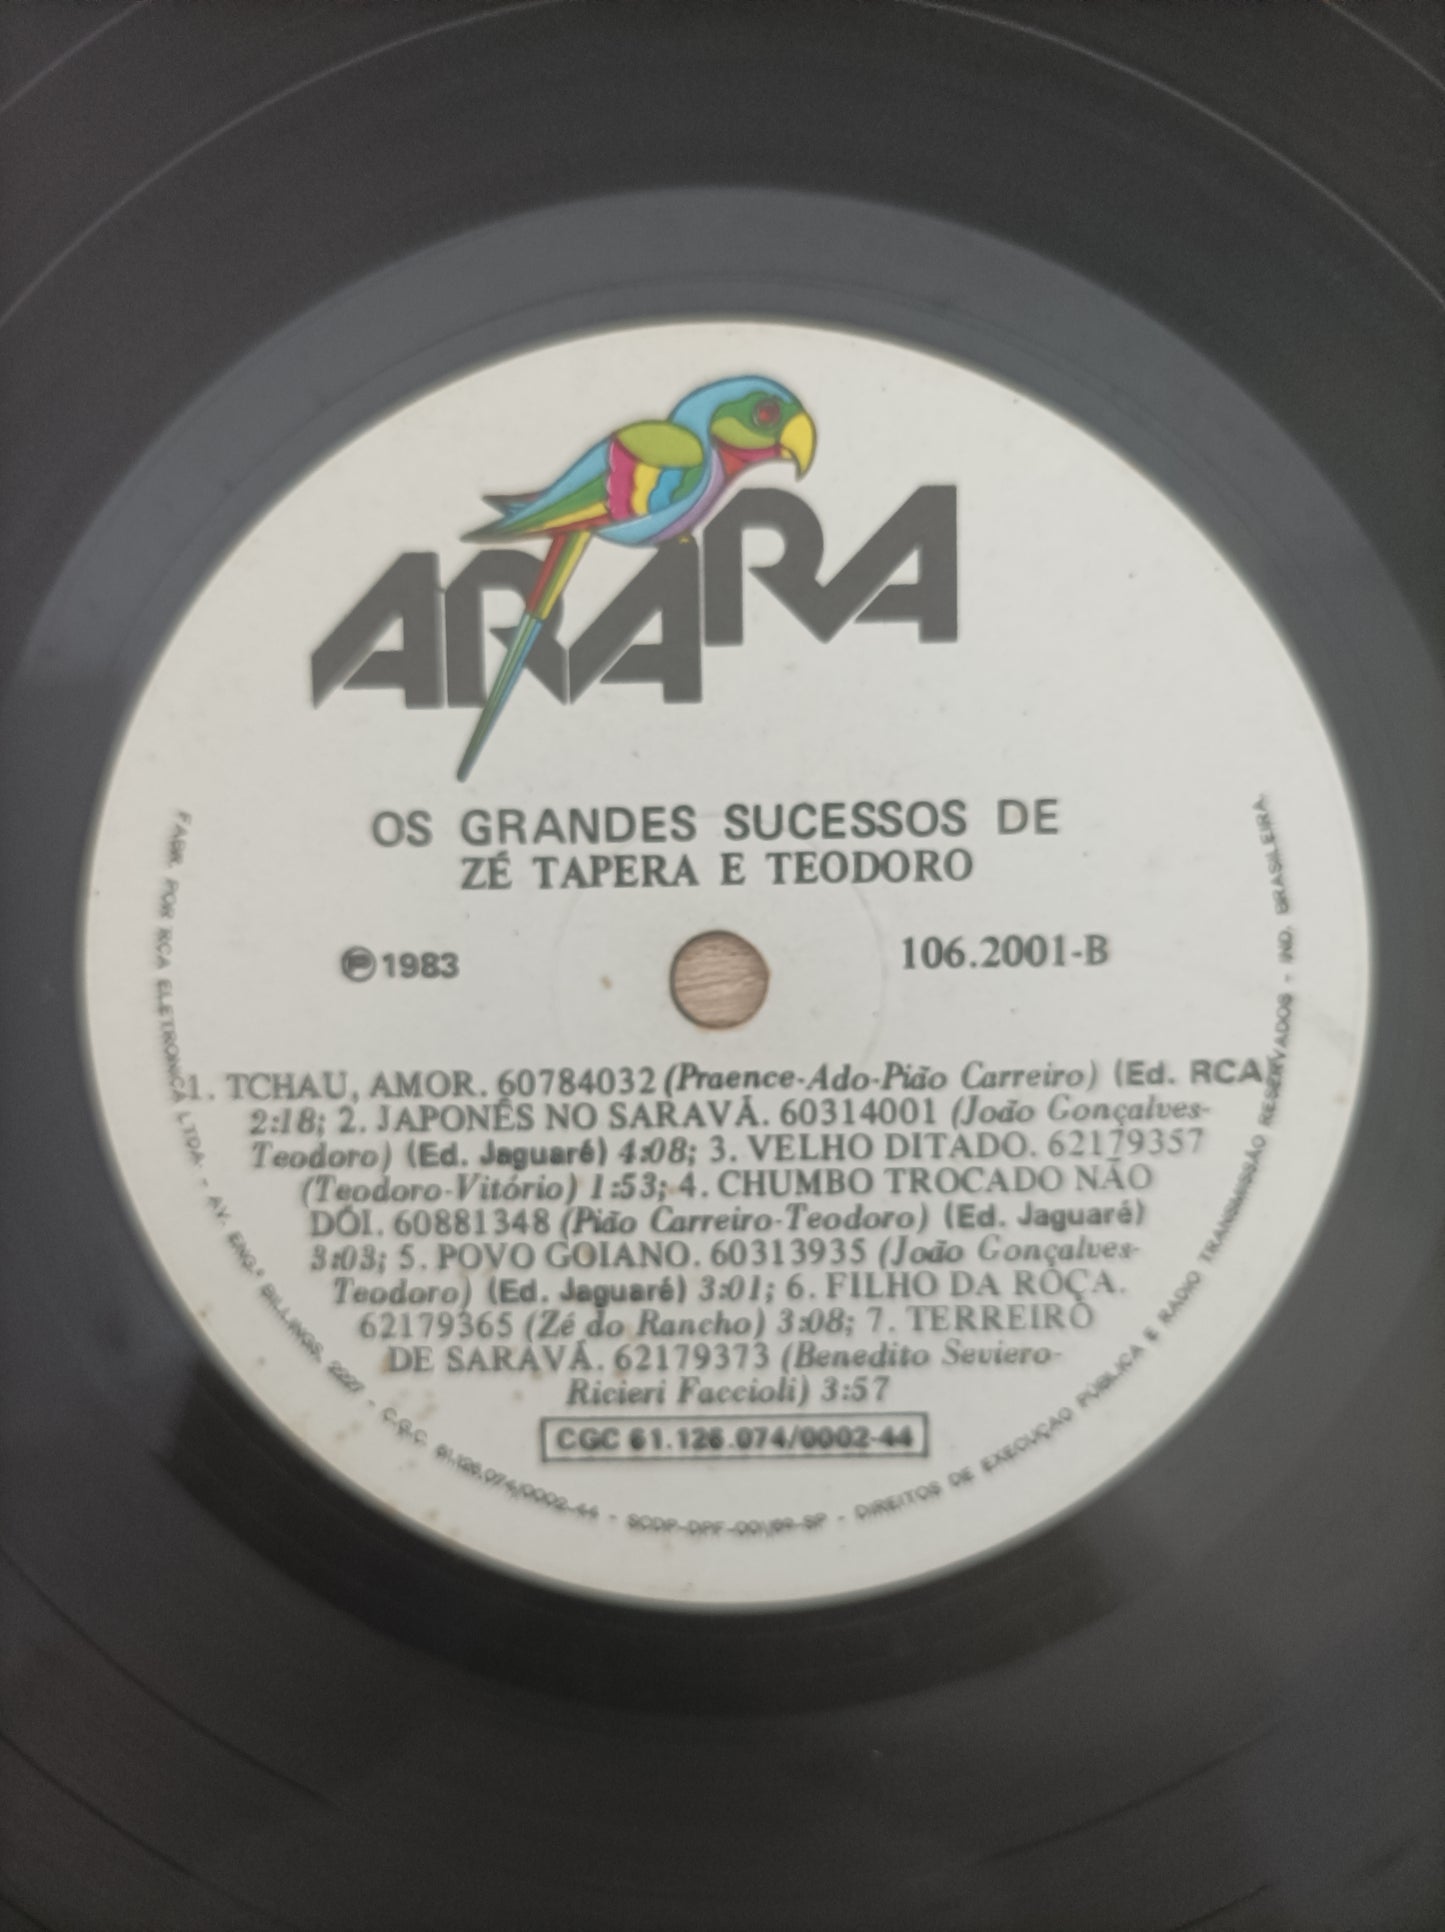 ARARA
OS GRANDES SUCESSOS DE
ZÉ TAPERA E TEODORO
℗ 1983
106.2001-B
1. TCHAU, AMOR. 60784032 (Praence-Ado-Pião Carreiro) (Ed. RCA)
2:18; 2. JAPONÊS NO SARAVÁ. 60314001 (João Gonçalves-
Teodoro) (Ed. Jaguaré) 4:08; 3. VELHO DITADO. 62179357
(Teodoro-Vitório) 1:53; 4. CHUMBO TROCADO NÃO
DÓI. 60881348 (Pião Carreiro-Teodoro) (Ed. Jaguaré)
3:03; 5. POVO GOIANO. 60313935 (João Gonçalves-
Teodoro) (Ed. Jaguaré) 3:01; 6. FILHO DA ROÇA.
62179365 (Zé do Rancho) 3:08; 7. TERREIRO
DE SARAVÁ. 62179373 (Benedito Seviero-
Ricieri Faccioli) 3:57
CGC 61.126.074/0002-44
FABR. POR RCA ELETRONICA LTDA. - AV. ENG.º BILLINGS, 2227 - C.G.C. 61.126.074/0002-44 - SCDP-DPF-001/69-SP - DIREITOS DE EXECUÇÃO PÚBLICA E RADIO TRANSMISSÃO RESERVADOS - IND. BRASILEIRA.